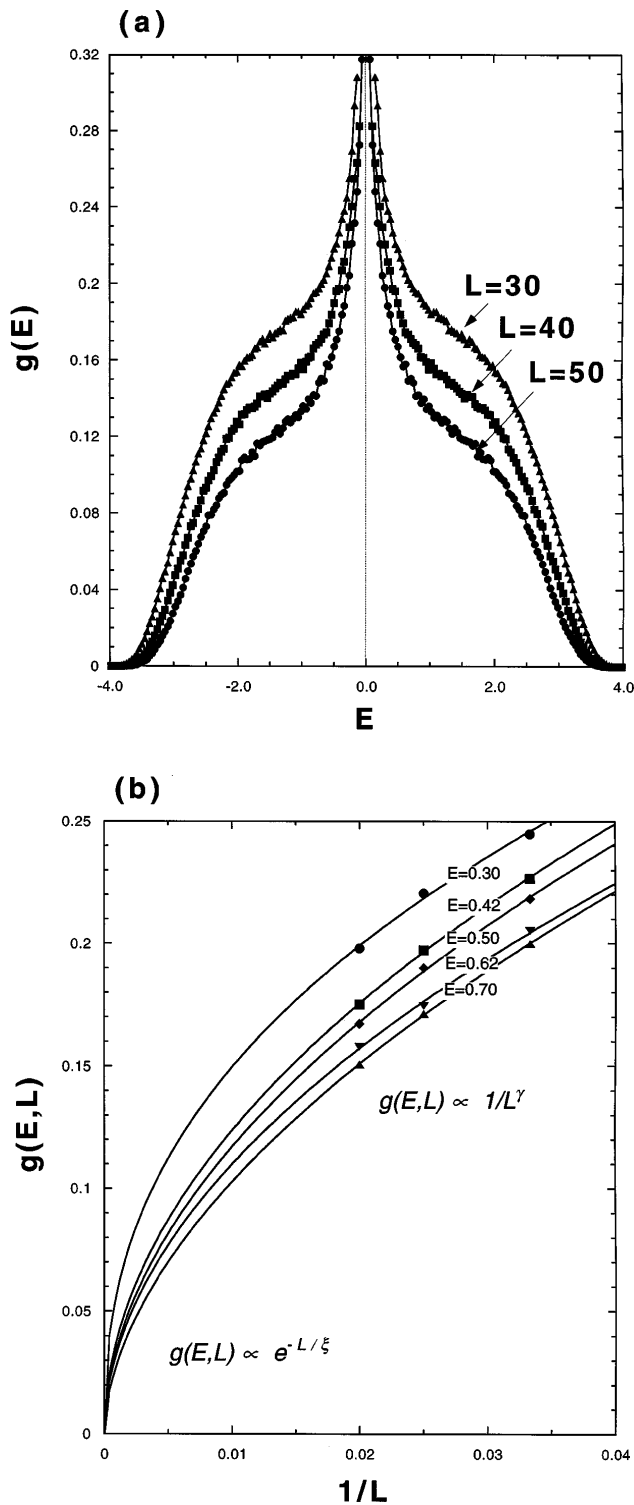 (a)
0.32
0.28
0.24
0.2
0.16
0.12
0.08
0.04
0
g(E)
L=30
L=40
L=50
-4.0 -2.0 0.0 2.0 4.0
E
(b)
0.25
0.2
0.15
0.1
0.05
0
g(E,L)
E=0.30
E=0.42
E=0.50
E=0.62
E=0.70
g(E,L) ∝ 1/L^γ
g(E,L) ∝ e^{-L/ξ}
0 0.01 0.02 0.03 0.04
1/L